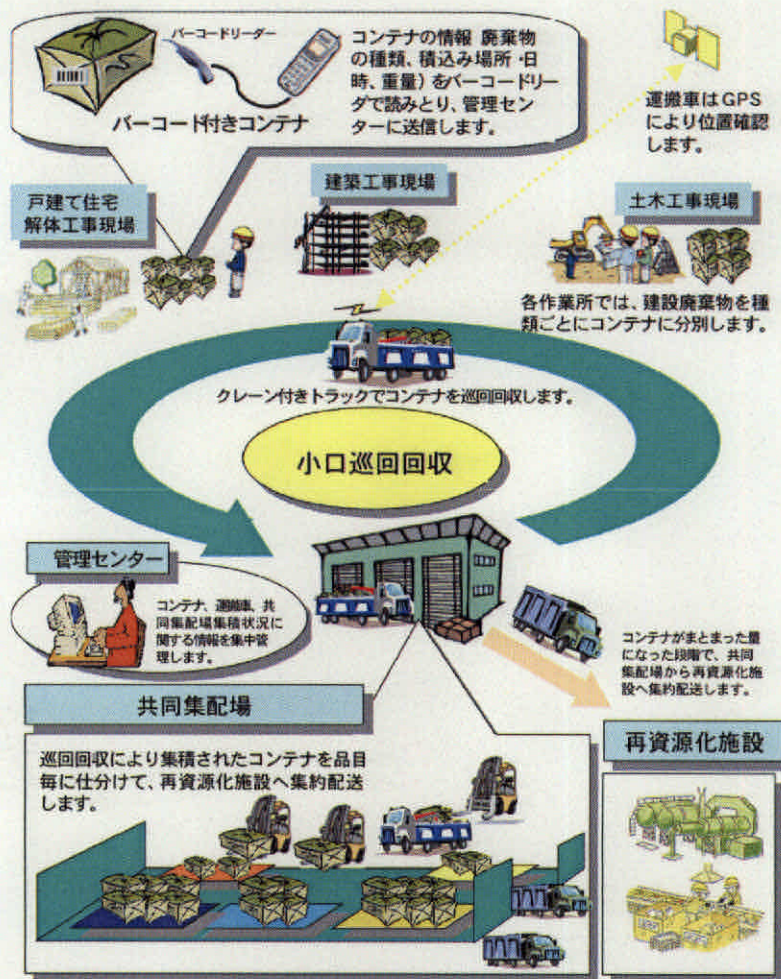 バーコードリーダー
バーコード付きコンテナ
コンテナの情報 廃棄物
の種類、積込み場所・日
時、重量)をバーコードリー
ダで読みとり、管理セン
ターに送信します。
運搬車はGPS
により位置確認
します。
戸建て住宅
解体工事現場
建築工事現場
土木工事現場
各作業所では、建設廃棄物を種
類ごとにコンテナに分別します。
クレーン付きトラックでコンテナを巡回回収します。
小口巡回回収
管理センター
コンテナ、運搬車、共
同集配場集積状況に
関する情報を集中管
理します。
コンテナがまとまった量
になった段階で、共同
集配場から再資源化施
設へ集約配送します。
共同集配場
巡回回収により集積されたコンテナを品目
毎に仕分けて、再資源化施設へ集約配送
します。
再資源化施設